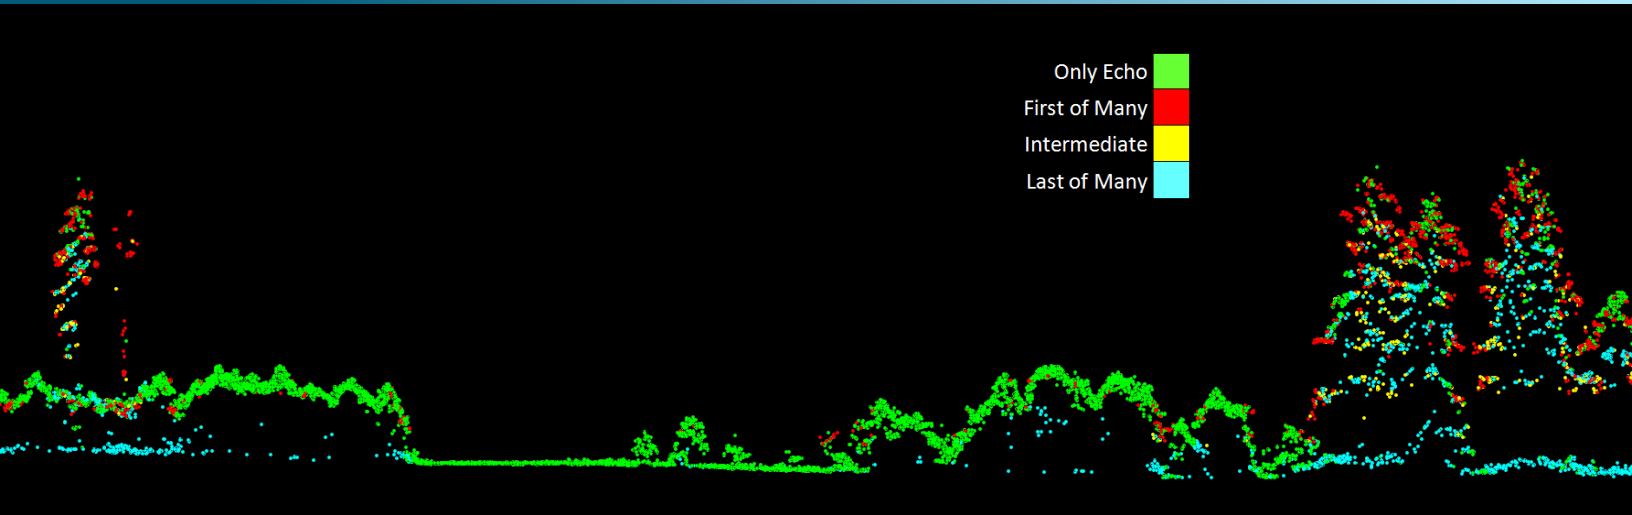 Only Echo
First of Many
Intermediate
Last of Many